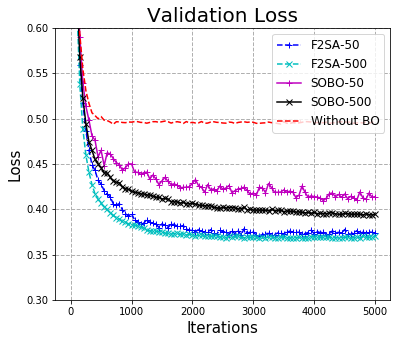 Validation Loss
0.60
0.55
0.50
0.45
0.40
0.35
0.30
Loss
F2SA-50
F2SA-500
SOBO-50
SOBO-500
Without BO
0 1000 2000 3000 4000 5000
Iterations